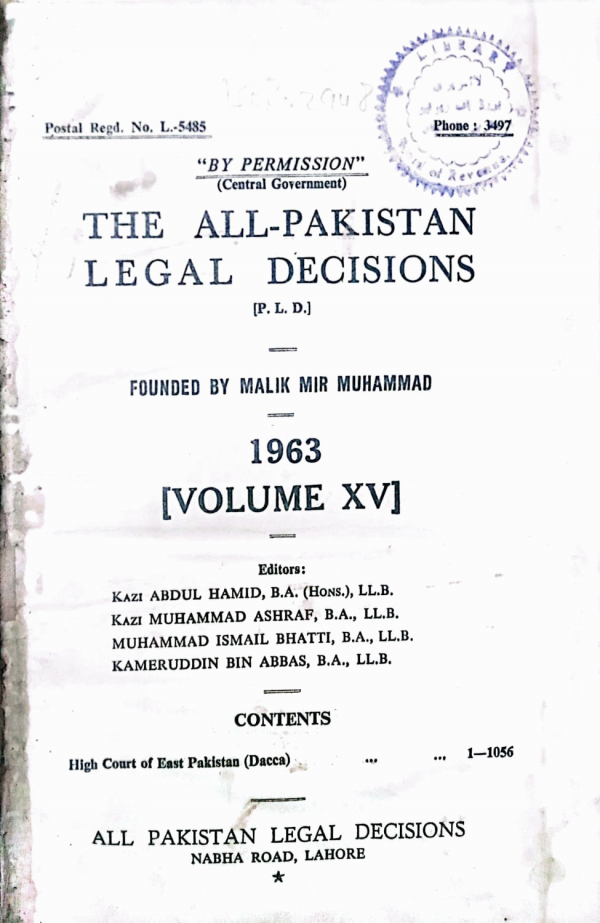 LIBRARY
Postal Regd. No. L.-5485
Phone : 3497
of Revenue
"BY PERMISSION"
(Central Government)
THE ALL-PAKISTAN
LEGAL DECISIONS
[P. L. D.]
FOUNDED BY MALIK MIR MUHAMMAD
1963
[VOLUME XV]
Editors:
KAZI ABDUL HAMID, B.A. (HONS.), LL.B.
KAZI MUHAMMAD ASHRAF, B.A., LL.B.
MUHAMMAD ISMAIL BHATTI, B.A., LL.B.
KAMERUDDIN BIN ABBAS, B.A., LL.B.
CONTENTS
High Court of East Pakistan (Dacca) ... ... 1—1056
ALL PAKISTAN LEGAL DECISIONS
NABHA ROAD, LAHORE